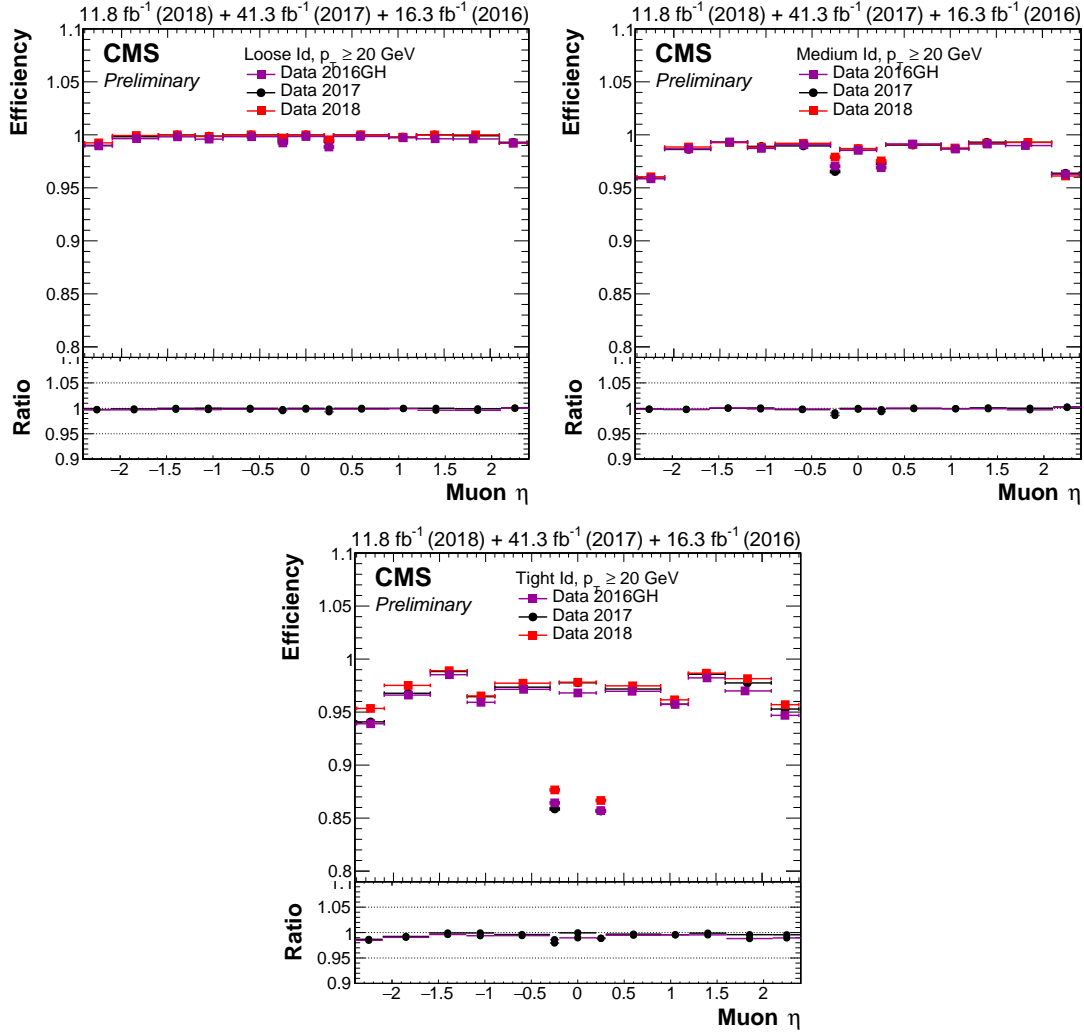 11.8 fb⁻¹ (2018) + 41.3 fb⁻¹ (2017) + 16.3 fb⁻¹ (2016)
CMS
Preliminary
Loose Id, p_T ≥ 20 GeV
Data 2016GH
Data 2017
Data 2018
Efficiency
1.1
1.05
1
0.95
0.9
0.85
0.8
Ratio
1.1
1.05
1
0.95
0.9
−2 −1.5 −1 −0.5 0 0.5 1 1.5 2
Muon η
11.8 fb⁻¹ (2018) + 41.3 fb⁻¹ (2017) + 16.3 fb⁻¹ (2016)
CMS
Preliminary
Medium Id, p_T ≥ 20 GeV
Data 2016GH
Data 2017
Data 2018
Efficiency
1.1
1.05
1
0.95
0.9
0.85
0.8
Ratio
1.1
1.05
1
0.95
0.9
−2 −1.5 −1 −0.5 0 0.5 1 1.5 2
Muon η
11.8 fb⁻¹ (2018) + 41.3 fb⁻¹ (2017) + 16.3 fb⁻¹ (2016)
CMS
Preliminary
Tight Id, p_T ≥ 20 GeV
Data 2016GH
Data 2017
Data 2018
Efficiency
1.1
1.05
1
0.95
0.9
0.85
0.8
Ratio
1.1
1.05
1
0.95
0.9
−2 −1.5 −1 −0.5 0 0.5 1 1.5 2
Muon η